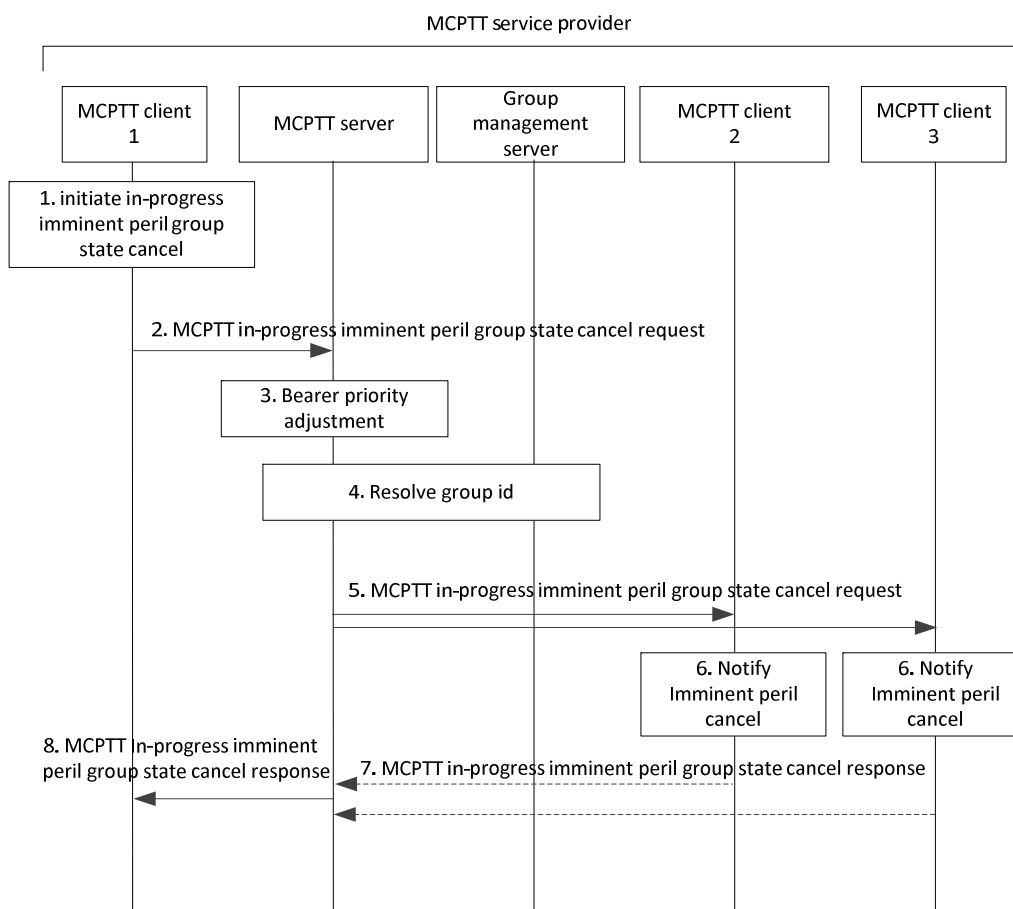 MCPTT service provider
MCPTT client
1
MCPTT server
Group
management
server
MCPTT client
2
MCPTT client
3
1. initiate in-progress
imminent peril group
state cancel
2. MCPTT in-progress imminent peril group state cancel request
3. Bearer priority
adjustment
4. Resolve group id
5. MCPTT in-progress imminent peril group state cancel request
6. Notify
Imminent peril
cancel
6. Notify
Imminent peril
cancel
8. MCPTT In-progress imminent
peril group state cancel response
7. MCPTT in-progress imminent peril group state cancel response